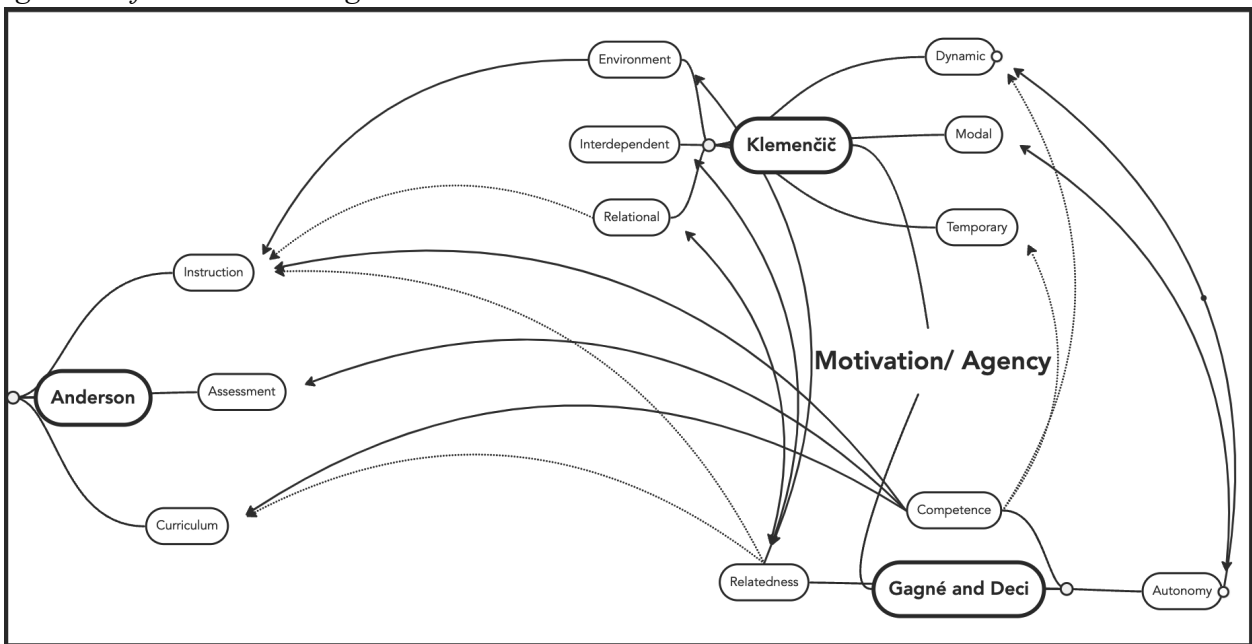 Environment
Dynamic
Interdependent
Klemenčič
Modal
Relational
Temporary
Instruction
Motivation/ Agency
Anderson
Assessment
Curriculum
Competence
Relatedness
Gagné and Deci
Autonomy